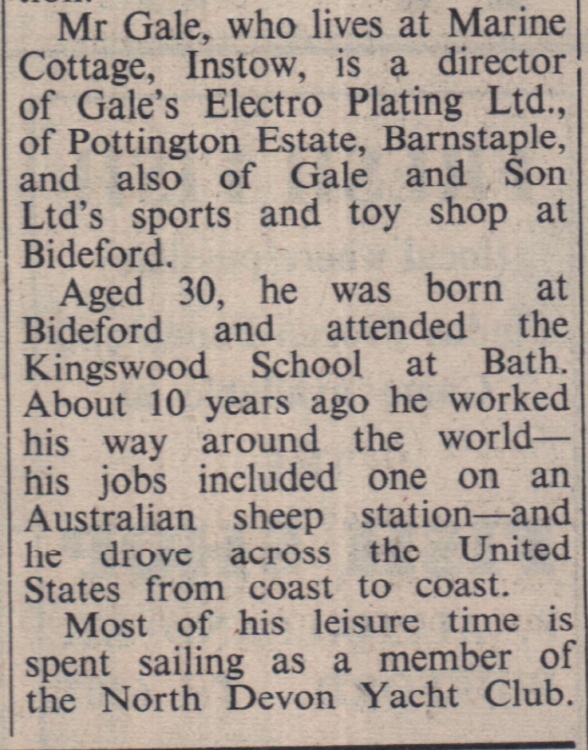 Mr Gale, who lives at Marine
Cottage, Instow, is a director
of Gale's Electro Plating Ltd.,
of Pottington Estate, Barnstaple,
and also of Gale and Son
Ltd's sports and toy shop at
Bideford.
Aged 30, he was born at
Bideford and attended the
Kingswood School at Bath.
About 10 years ago he worked
his way around the world—
his jobs included one on an
Australian sheep station—and
he drove across the United
States from coast to coast.
Most of his leisure time is
spent sailing as a member of
the North Devon Yacht Club.